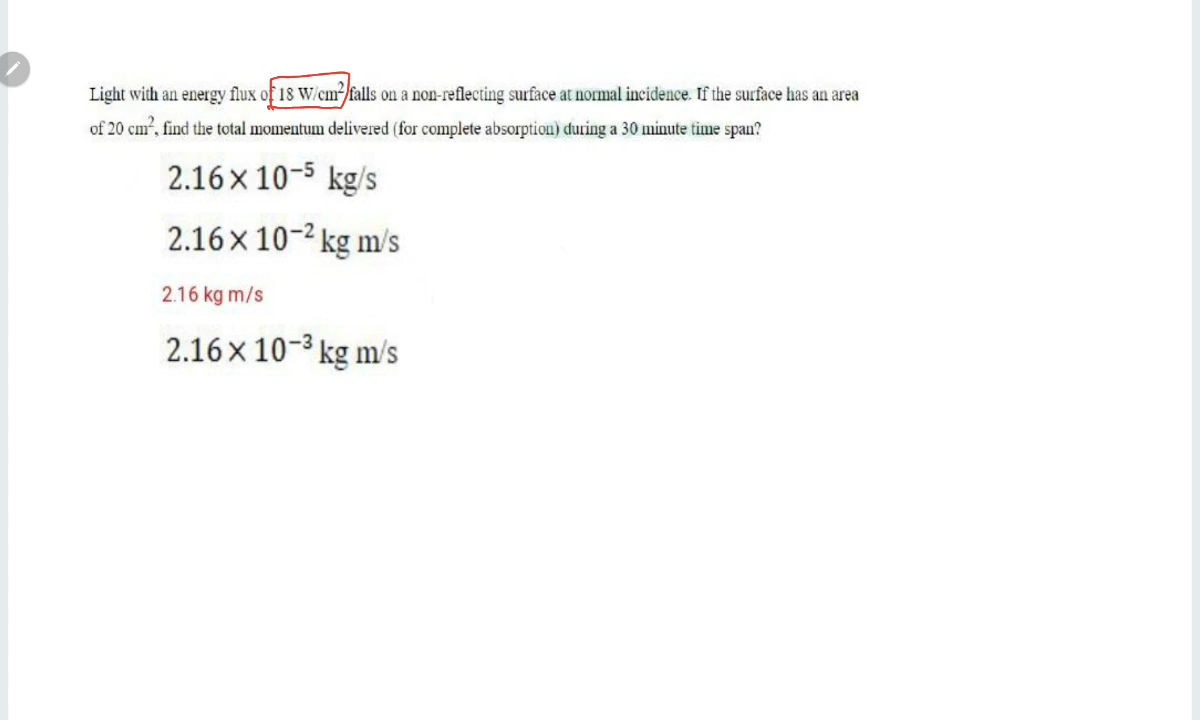 Light with an energy flux of 18 W/cm² falls on a non-reflecting surface at normal incidence. If the surface has an area
of 20 cm², find the total momentum delivered (for complete absorption) during a 30 minute time span?
2.16 × 10⁻⁵ kg/s
2.16 × 10⁻² kg m/s
2.16 kg m/s
2.16 × 10⁻³ kg m/s